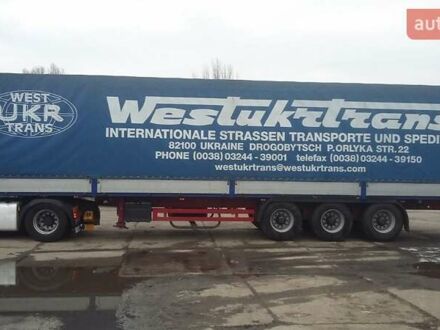 auto
WEST
UKR
TRANS
Westukrtrans
INTERNATIONALE STRASSEN TRANSPORTE UND SPEDI
82100 UKRAINE DROGOBYTSCH P.ORLYKA STR.22
PHONE (0038) 03244 - 39001 telefax (0038) 03244 - 39150
westukrtrans@westukrtrans.com